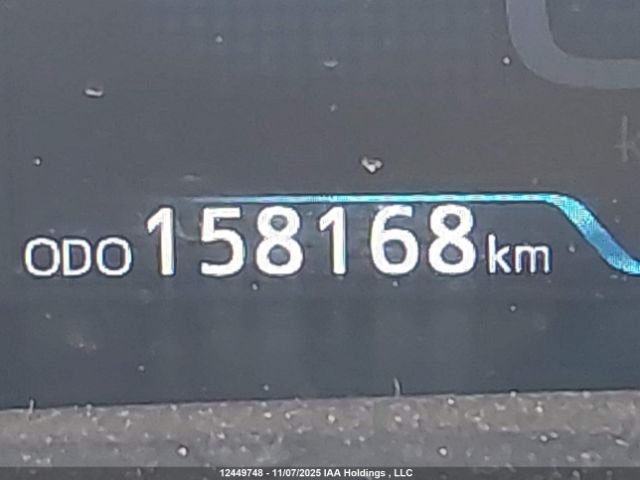 ODO 158168 km
12449748 - 11/07/2025 IAA Holdings , LLC